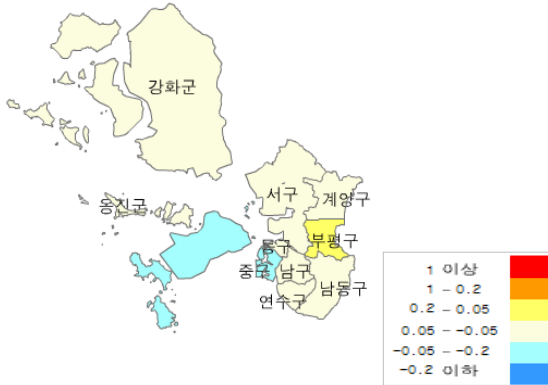 강화군
서구
계양구
옹진군
부평구
동구
중구
남구
남동구
연수구
1 이상
1 – 0.2
0.2 – 0.05
0.05 – -0.05
-0.05 – -0.2
-0.2 이하